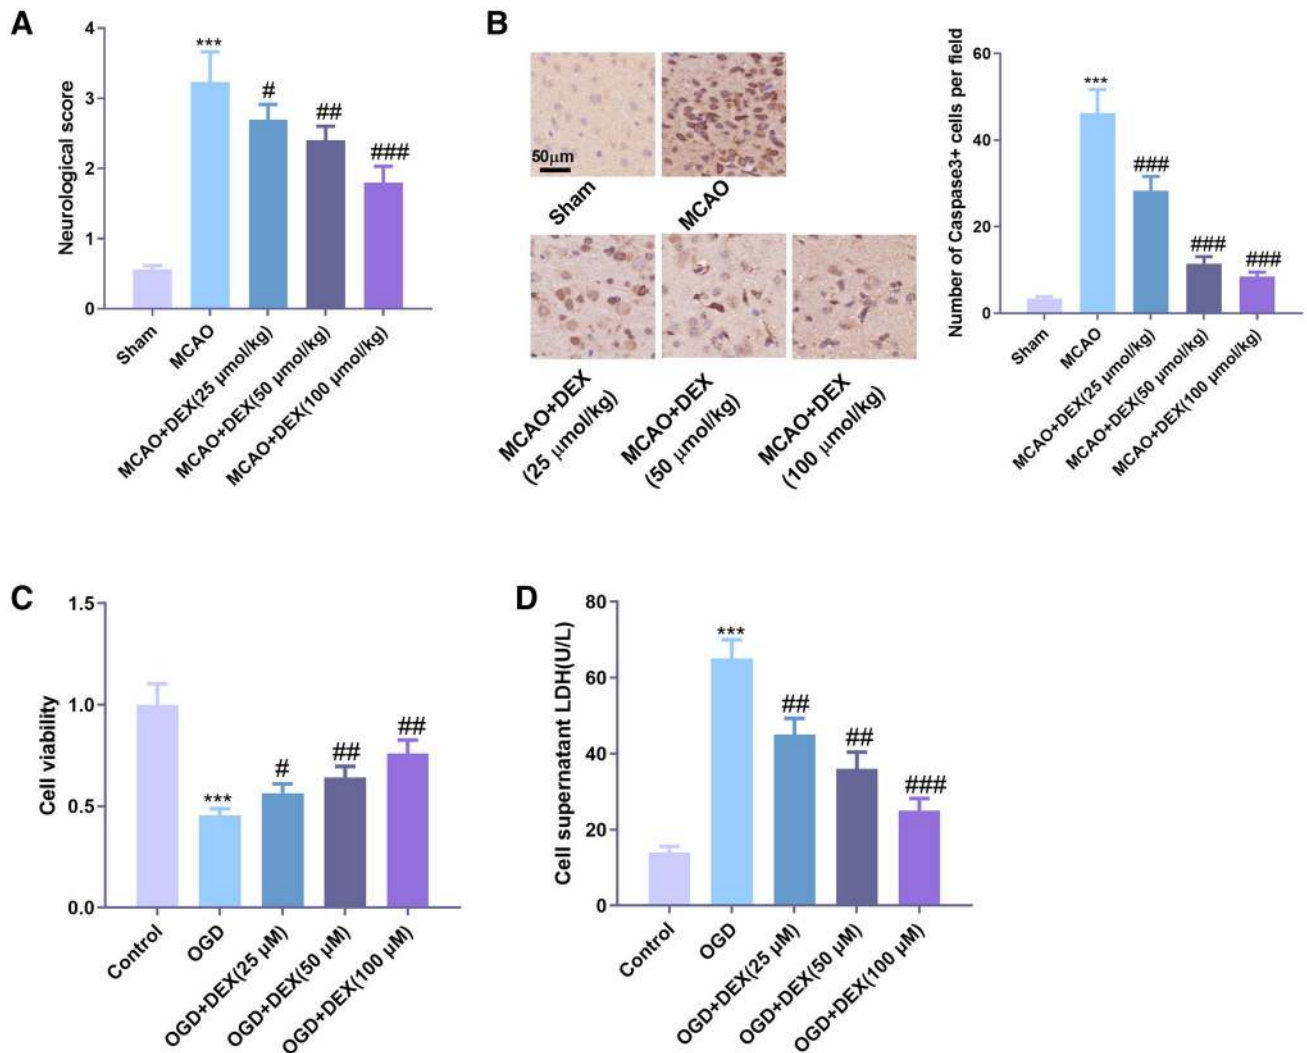 A
Neurological score
4
3
2
1
0
***
#
##
###
Sham
MCAO
MCAO+DEX(25 μmol/kg)
MCAO+DEX(50 μmol/kg)
MCAO+DEX(100 μmol/kg)
B
50μm
Sham
MCAO
MCAO+DEX
(25 μmol/kg)
MCAO+DEX
(50 μmol/kg)
MCAO+DEX
(100 μmol/kg)
Number of Caspase3+ cells per field
60
40
20
0
***
###
###
###
Sham
MCAO
MCAO+DEX(25 μmol/kg)
MCAO+DEX(50 μmol/kg)
MCAO+DEX(100 μmol/kg)
C
Cell viability
1.5
1.0
0.5
0.0
***
#
##
##
Control
OGD
OGD+DEX(25 μM)
OGD+DEX(50 μM)
OGD+DEX(100 μM)
D
Cell supernatant LDH(U/L)
80
60
40
20
0
***
##
##
###
Control
OGD
OGD+DEX(25 μM)
OGD+DEX(50 μM)
OGD+DEX(100 μM)